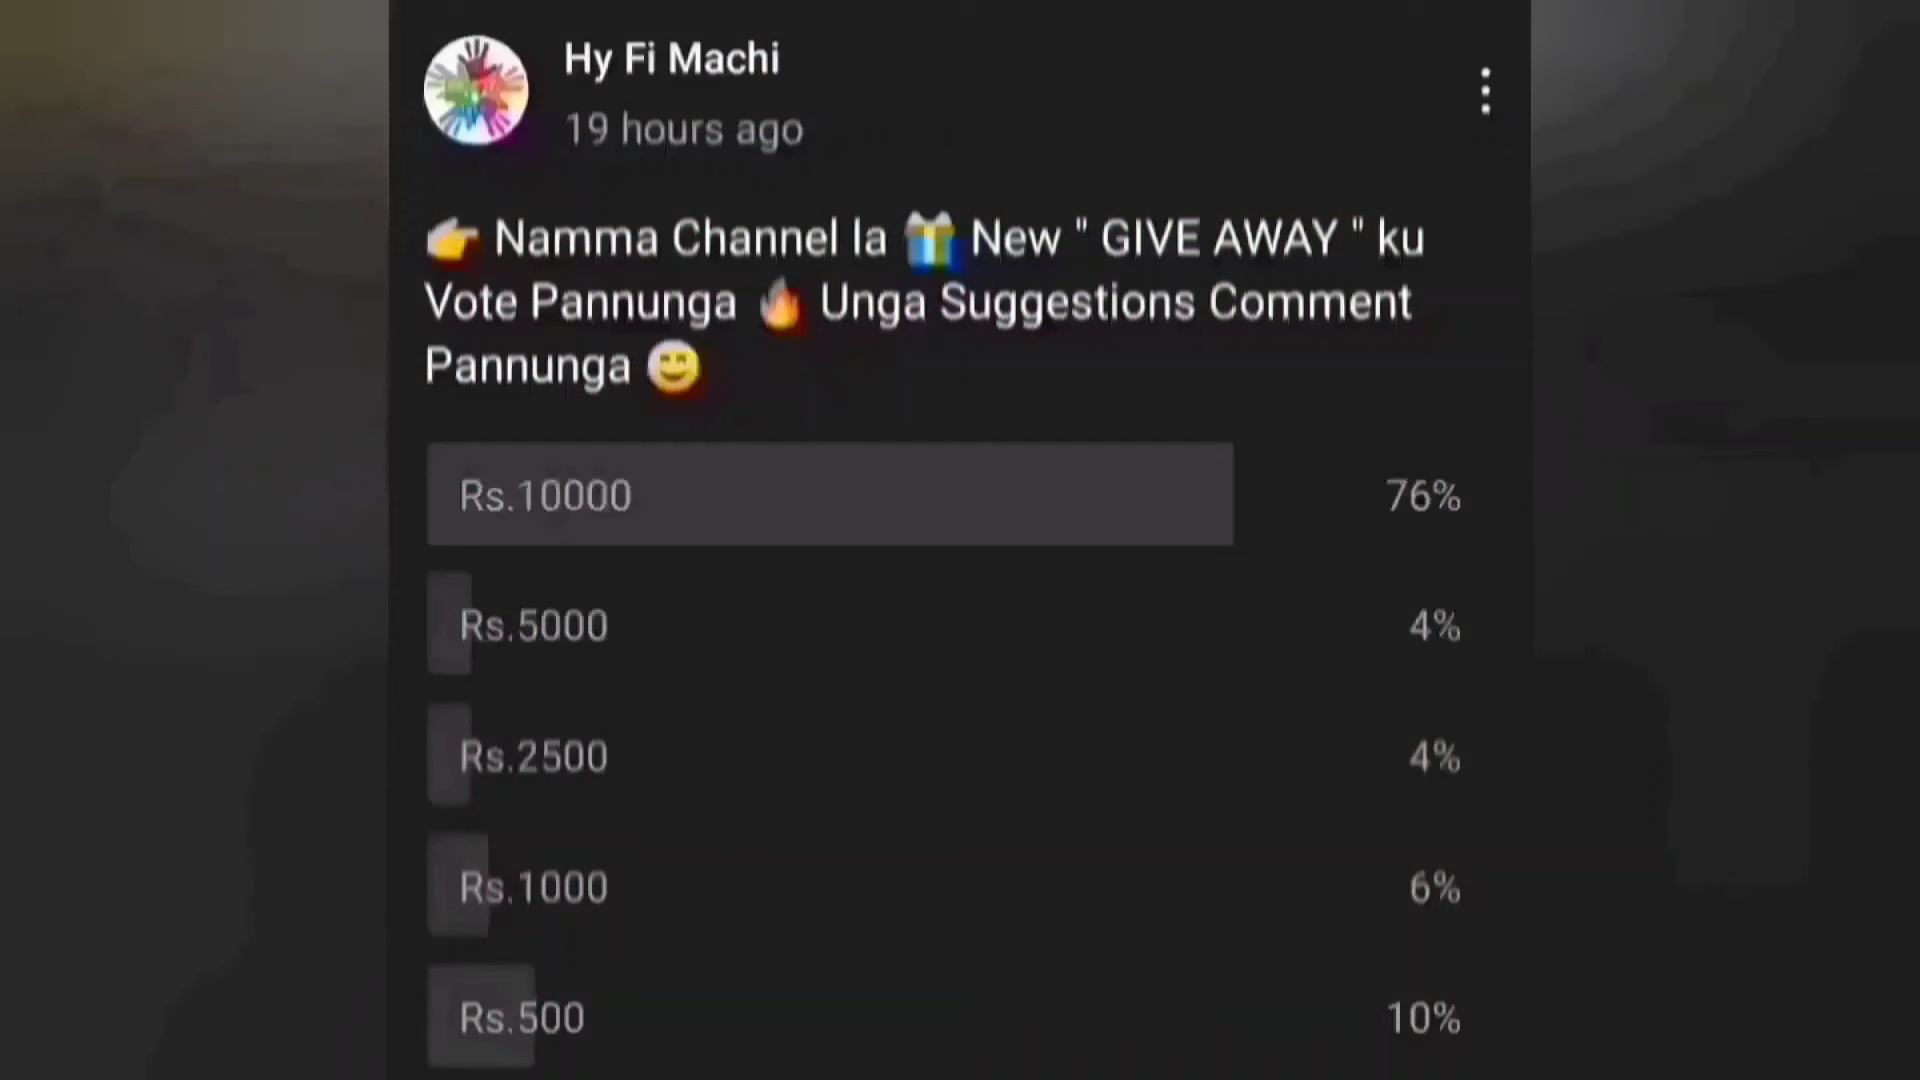 Hy Fi Machi
19 hours ago
👉 Namma Channel la 🎁 New " GIVE AWAY " ku
Vote Pannunga 🔥 Unga Suggestions Comment
Pannunga 😄
Rs.10000 76%
Rs.5000 4%
Rs.2500 4%
Rs.1000 6%
Rs.500 10%